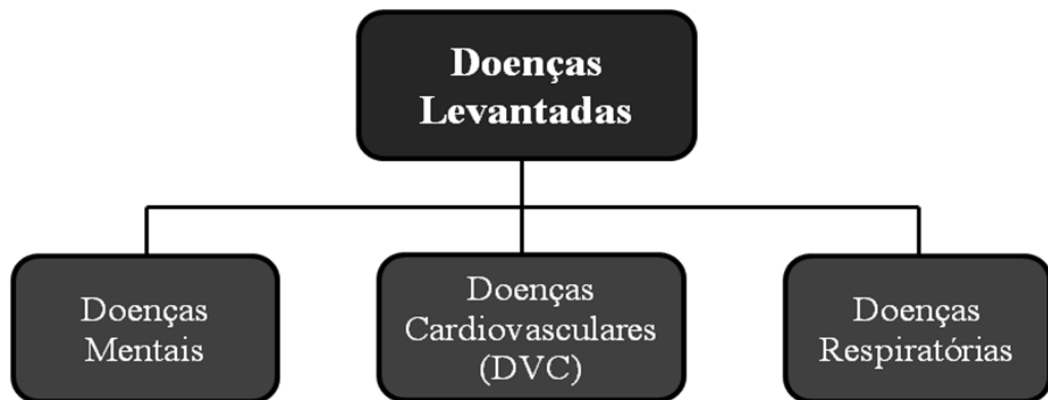 Doenças
Levantadas
Doenças
Mentais
Doenças
Cardiovasculares
(DVC)
Doenças
Respiratórias